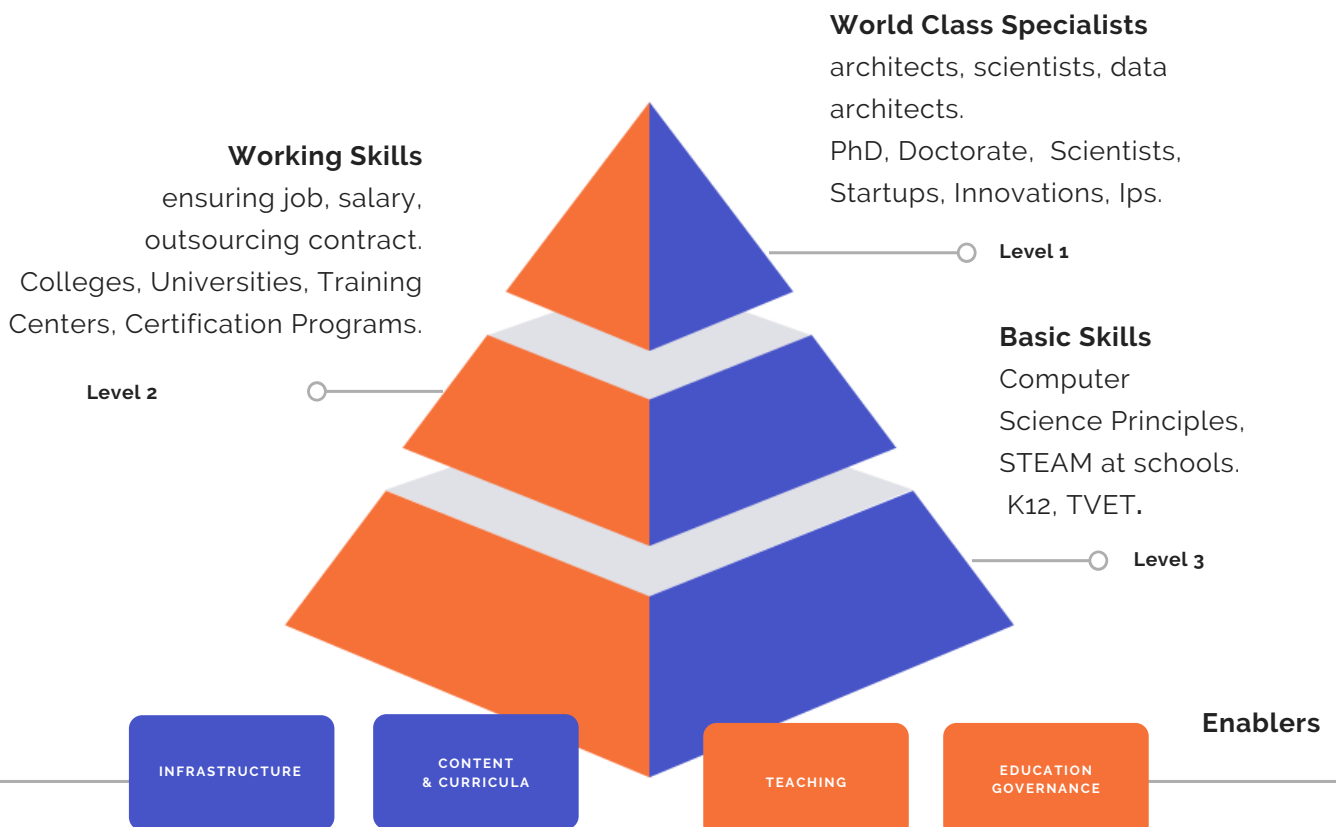 World Class Specialists
architects, scientists, data
architects.
PhD, Doctorate, Scientists,
Startups, Innovations, Ips.
Level 1
Working Skills
ensuring job, salary,
outsourcing contract.
Colleges, Universities, Training
Centers, Certification Programs.
Level 2
Basic Skills
Computer
Science Principles,
STEAM at schools.
K12, TVET.
Level 3
Enablers
INFRASTRUCTURE
CONTENT
& CURRICULA
TEACHING
EDUCATION
GOVERNANCE